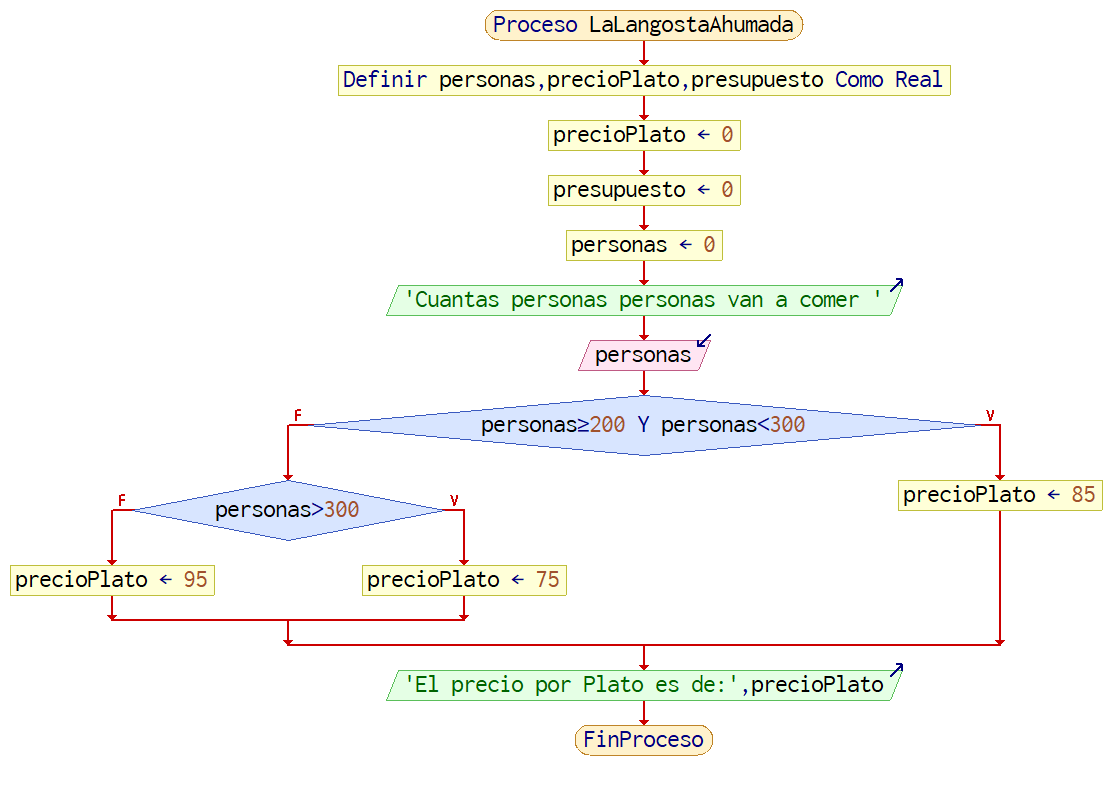 Proceso LaLangostaAhumada
Definir personas,precioPlato,presupuesto Como Real
precioPlato ← 0
presupuesto ← 0
personas ← 0
'Cuantas personas personas van a comer '
personas
F
V
personas≥200 Y personas<300
F
V
personas>300
precioPlato ← 85
precioPlato ← 95
precioPlato ← 75
'El precio por Plato es de:',precioPlato
FinProceso